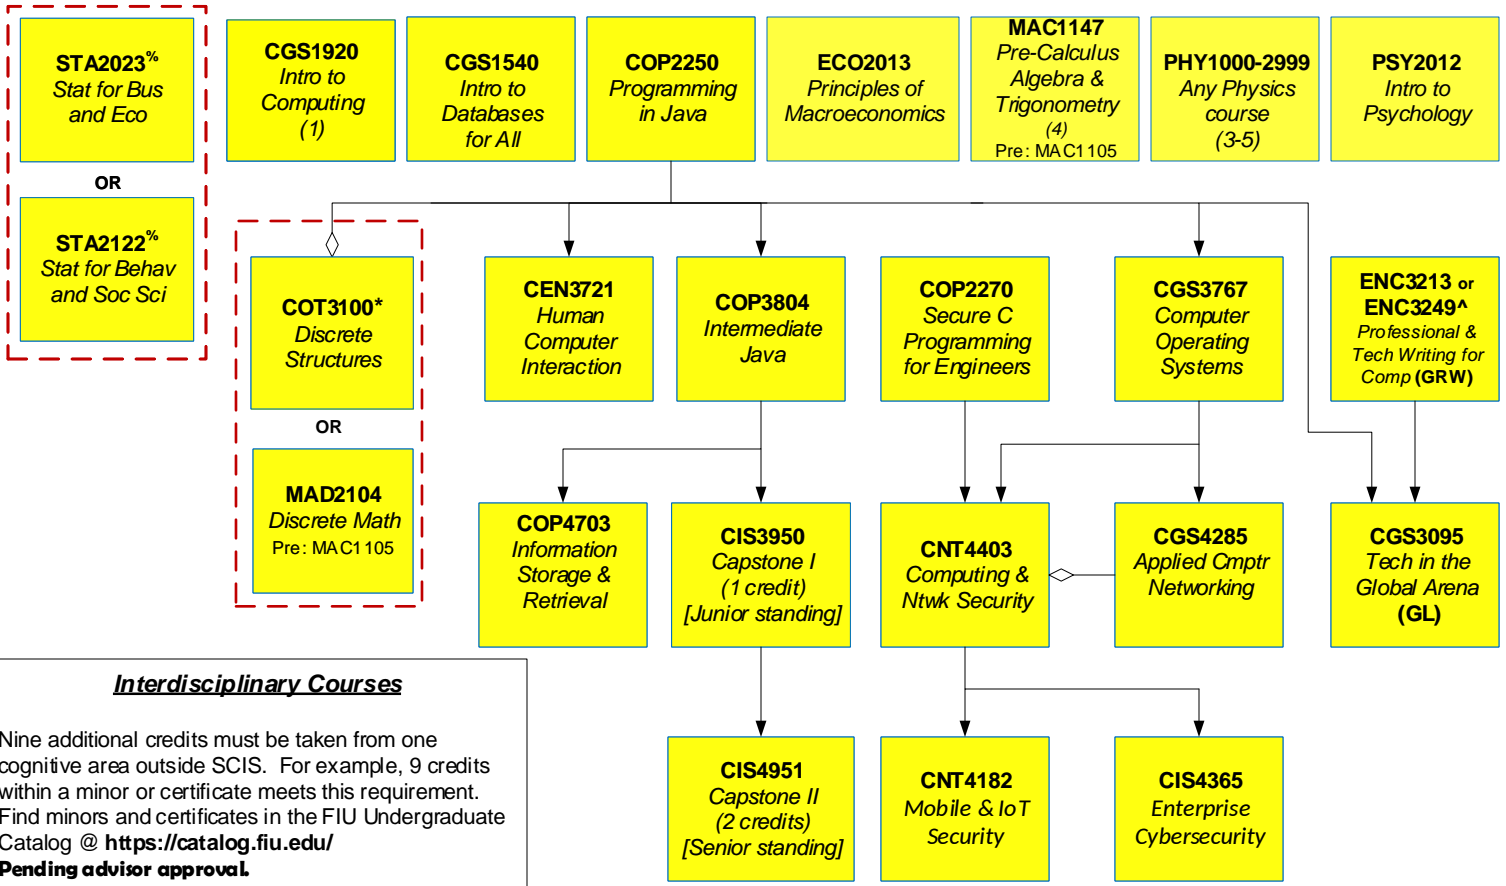 STA2023%
Stat for Bus
and Eco
OR
STA2122%
Stat for Behav
and Soc Sci
CGS1920
Intro to
Computing
(1)
CGS1540
Intro to
Databases
for All
COP2250
Programming
in Java
ECO2013
Principles of
Macroeconomics
MAC1147
Pre-Calculus
Algebra &
Trigonometry
(4)
Pre: MAC1105
PHY1000-2999
Any Physics
course
(3-5)
PSY2012
Intro to
Psychology
COT3100*
Discrete
Structures
OR
MAD2104
Discrete Math
Pre: MAC1105
CEN3721
Human
Computer
Interaction
COP3804
Intermediate
Java
COP2270
Secure C
Programming
for Engineers
CGS3767
Computer
Operating
Systems
ENC3213 or
ENC3249^
Professional &
Tech Writing for
Comp (GRW)
COP4703
Information
Storage &
Retrieval
CIS3950
Capstone I
(1 credit)
[Junior standing]
CNT4403
Computing &
Ntwk Security
CGS4285
Applied Cmptr
Networking
CGS3095
Tech in the
Global Arena
(GL)
CIS4951
Capstone II
(2 credits)
[Senior standing]
CNT4182
Mobile & IoT
Security
CIS4365
Enterprise
Cybersecurity
Interdisciplinary Courses
Nine additional credits must be taken from one
cognitive area outside SCIS. For example, 9 credits
within a minor or certificate meets this requirement.
Find minors and certificates in the FIU Undergraduate
Catalog @ https://catalog.fiu.edu/
Pending advisor approval.